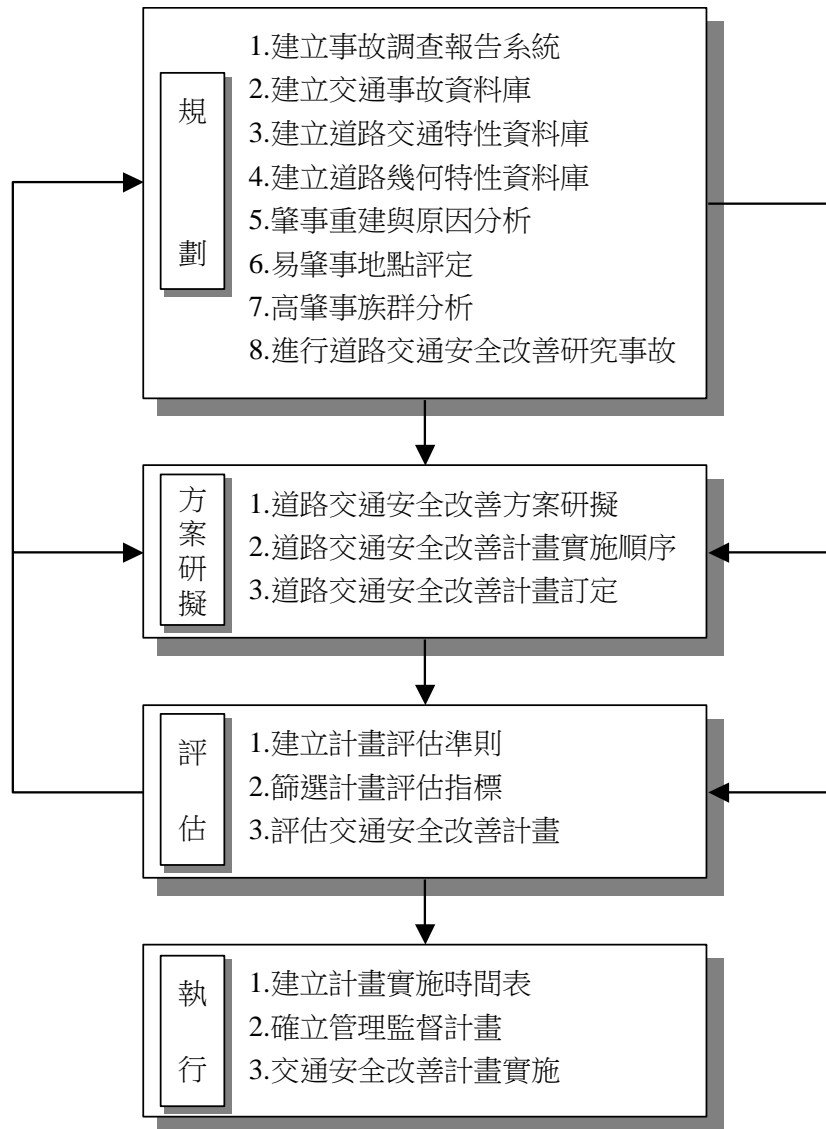 規劃
1.建立事故調查報告系統
2.建立交通事故資料庫
3.建立道路交通特性資料庫
4.建立道路幾何特性資料庫
5.肇事重建與原因分析
6.易肇事地點評定
7.高肇事族群分析
8.進行道路交通安全改善研究事故
方案研擬
1.道路交通安全改善方案研擬
2.道路交通安全改善計畫實施順序
3.道路交通安全改善計畫訂定
評估
1.建立計畫評估準則
2.篩選計畫評估指標
3.評估交通安全改善計畫
執行
1.建立計畫實施時間表
2.確立管理監督計畫
3.交通安全改善計畫實施